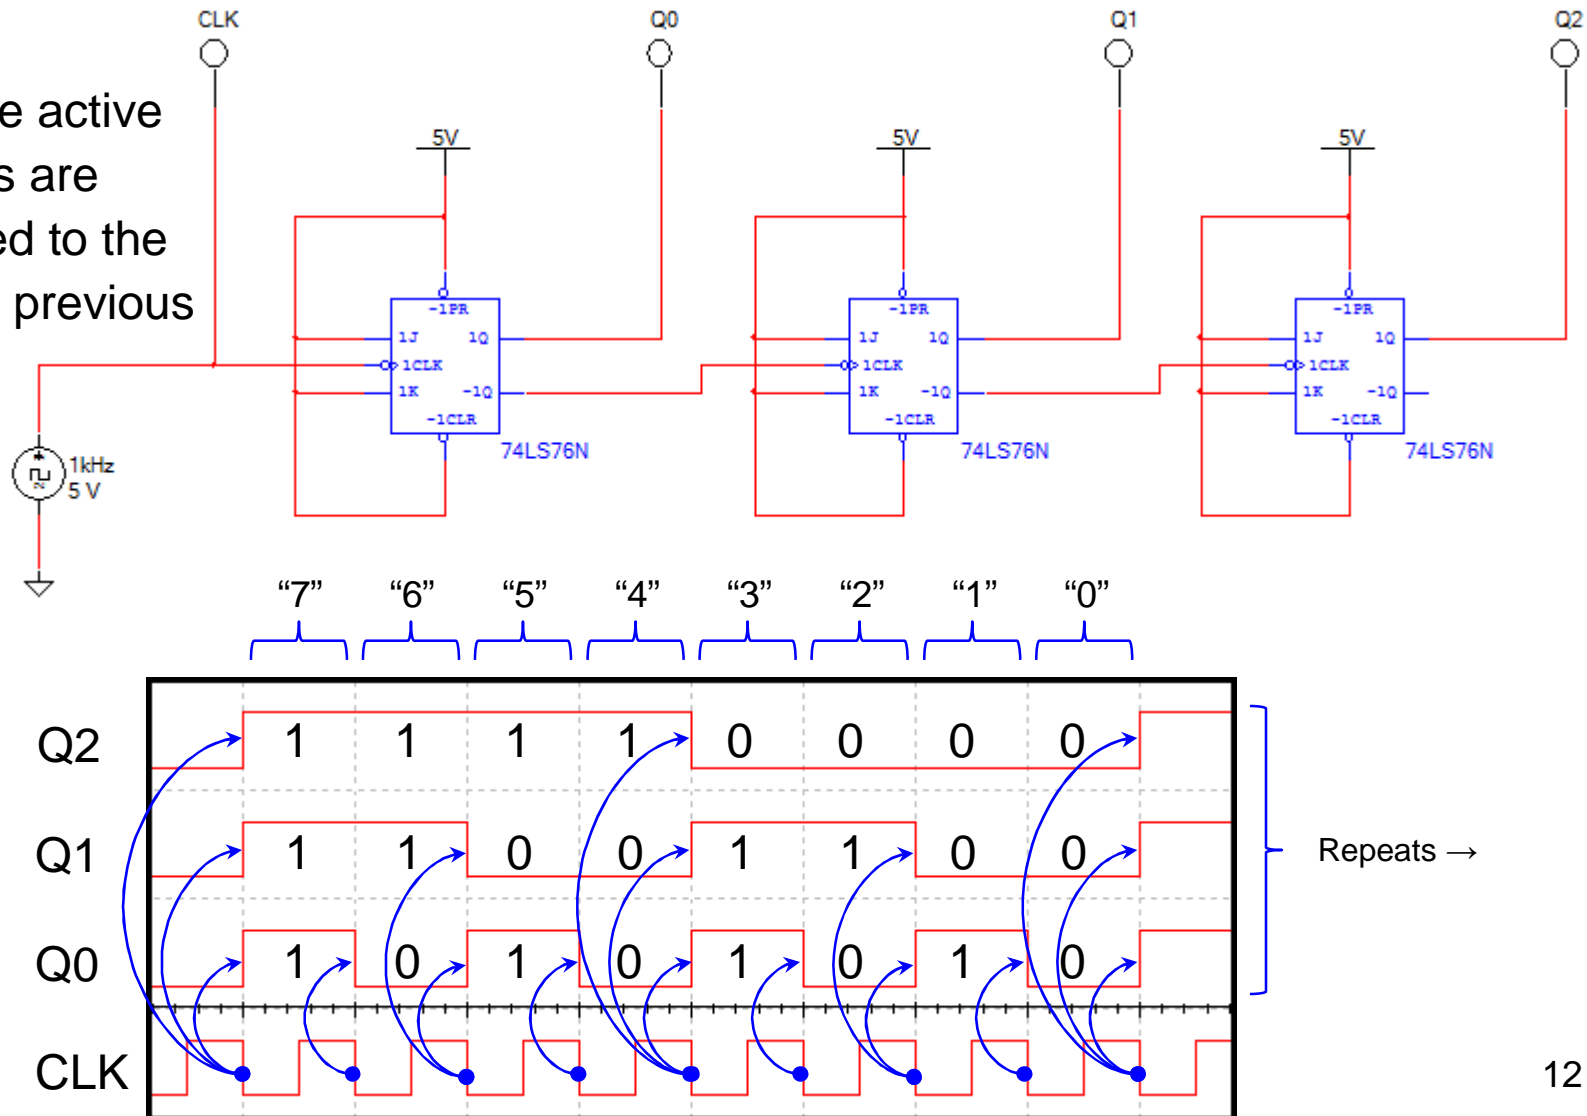 CLK Q0 Q1 Q2
e active
s are
ed to the
previous
5V 5V 5V
-1PR -1PR -1PR
1J 1Q 1J 1Q 1J 1Q
1CLK 1CLK 1CLK
1K -1Q 1K -1Q 1K -1Q
-1CLR -1CLR -1CLR
74LS76N 74LS76N 74LS76N
1kHz
5 V
“7” “6” “5” “4” “3” “2” “1” “0”
Q2 1 1 1 1 0 0 0 0
Q1 1 1 0 0 1 1 0 0 Repeats →
Q0 1 0 1 0 1 0 1 0
CLK 12